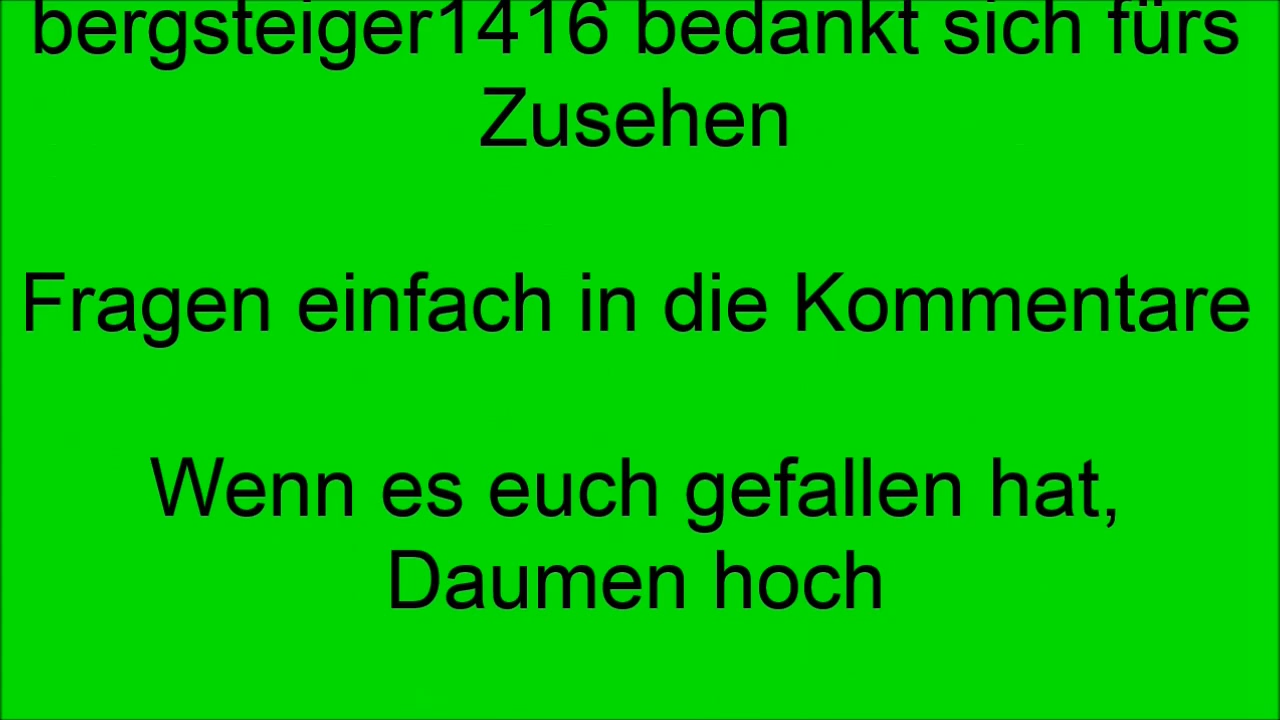 bergsteiger1416 bedankt sich fürs
Zusehen
Fragen einfach in die Kommentare
Wenn es euch gefallen hat,
Daumen hoch